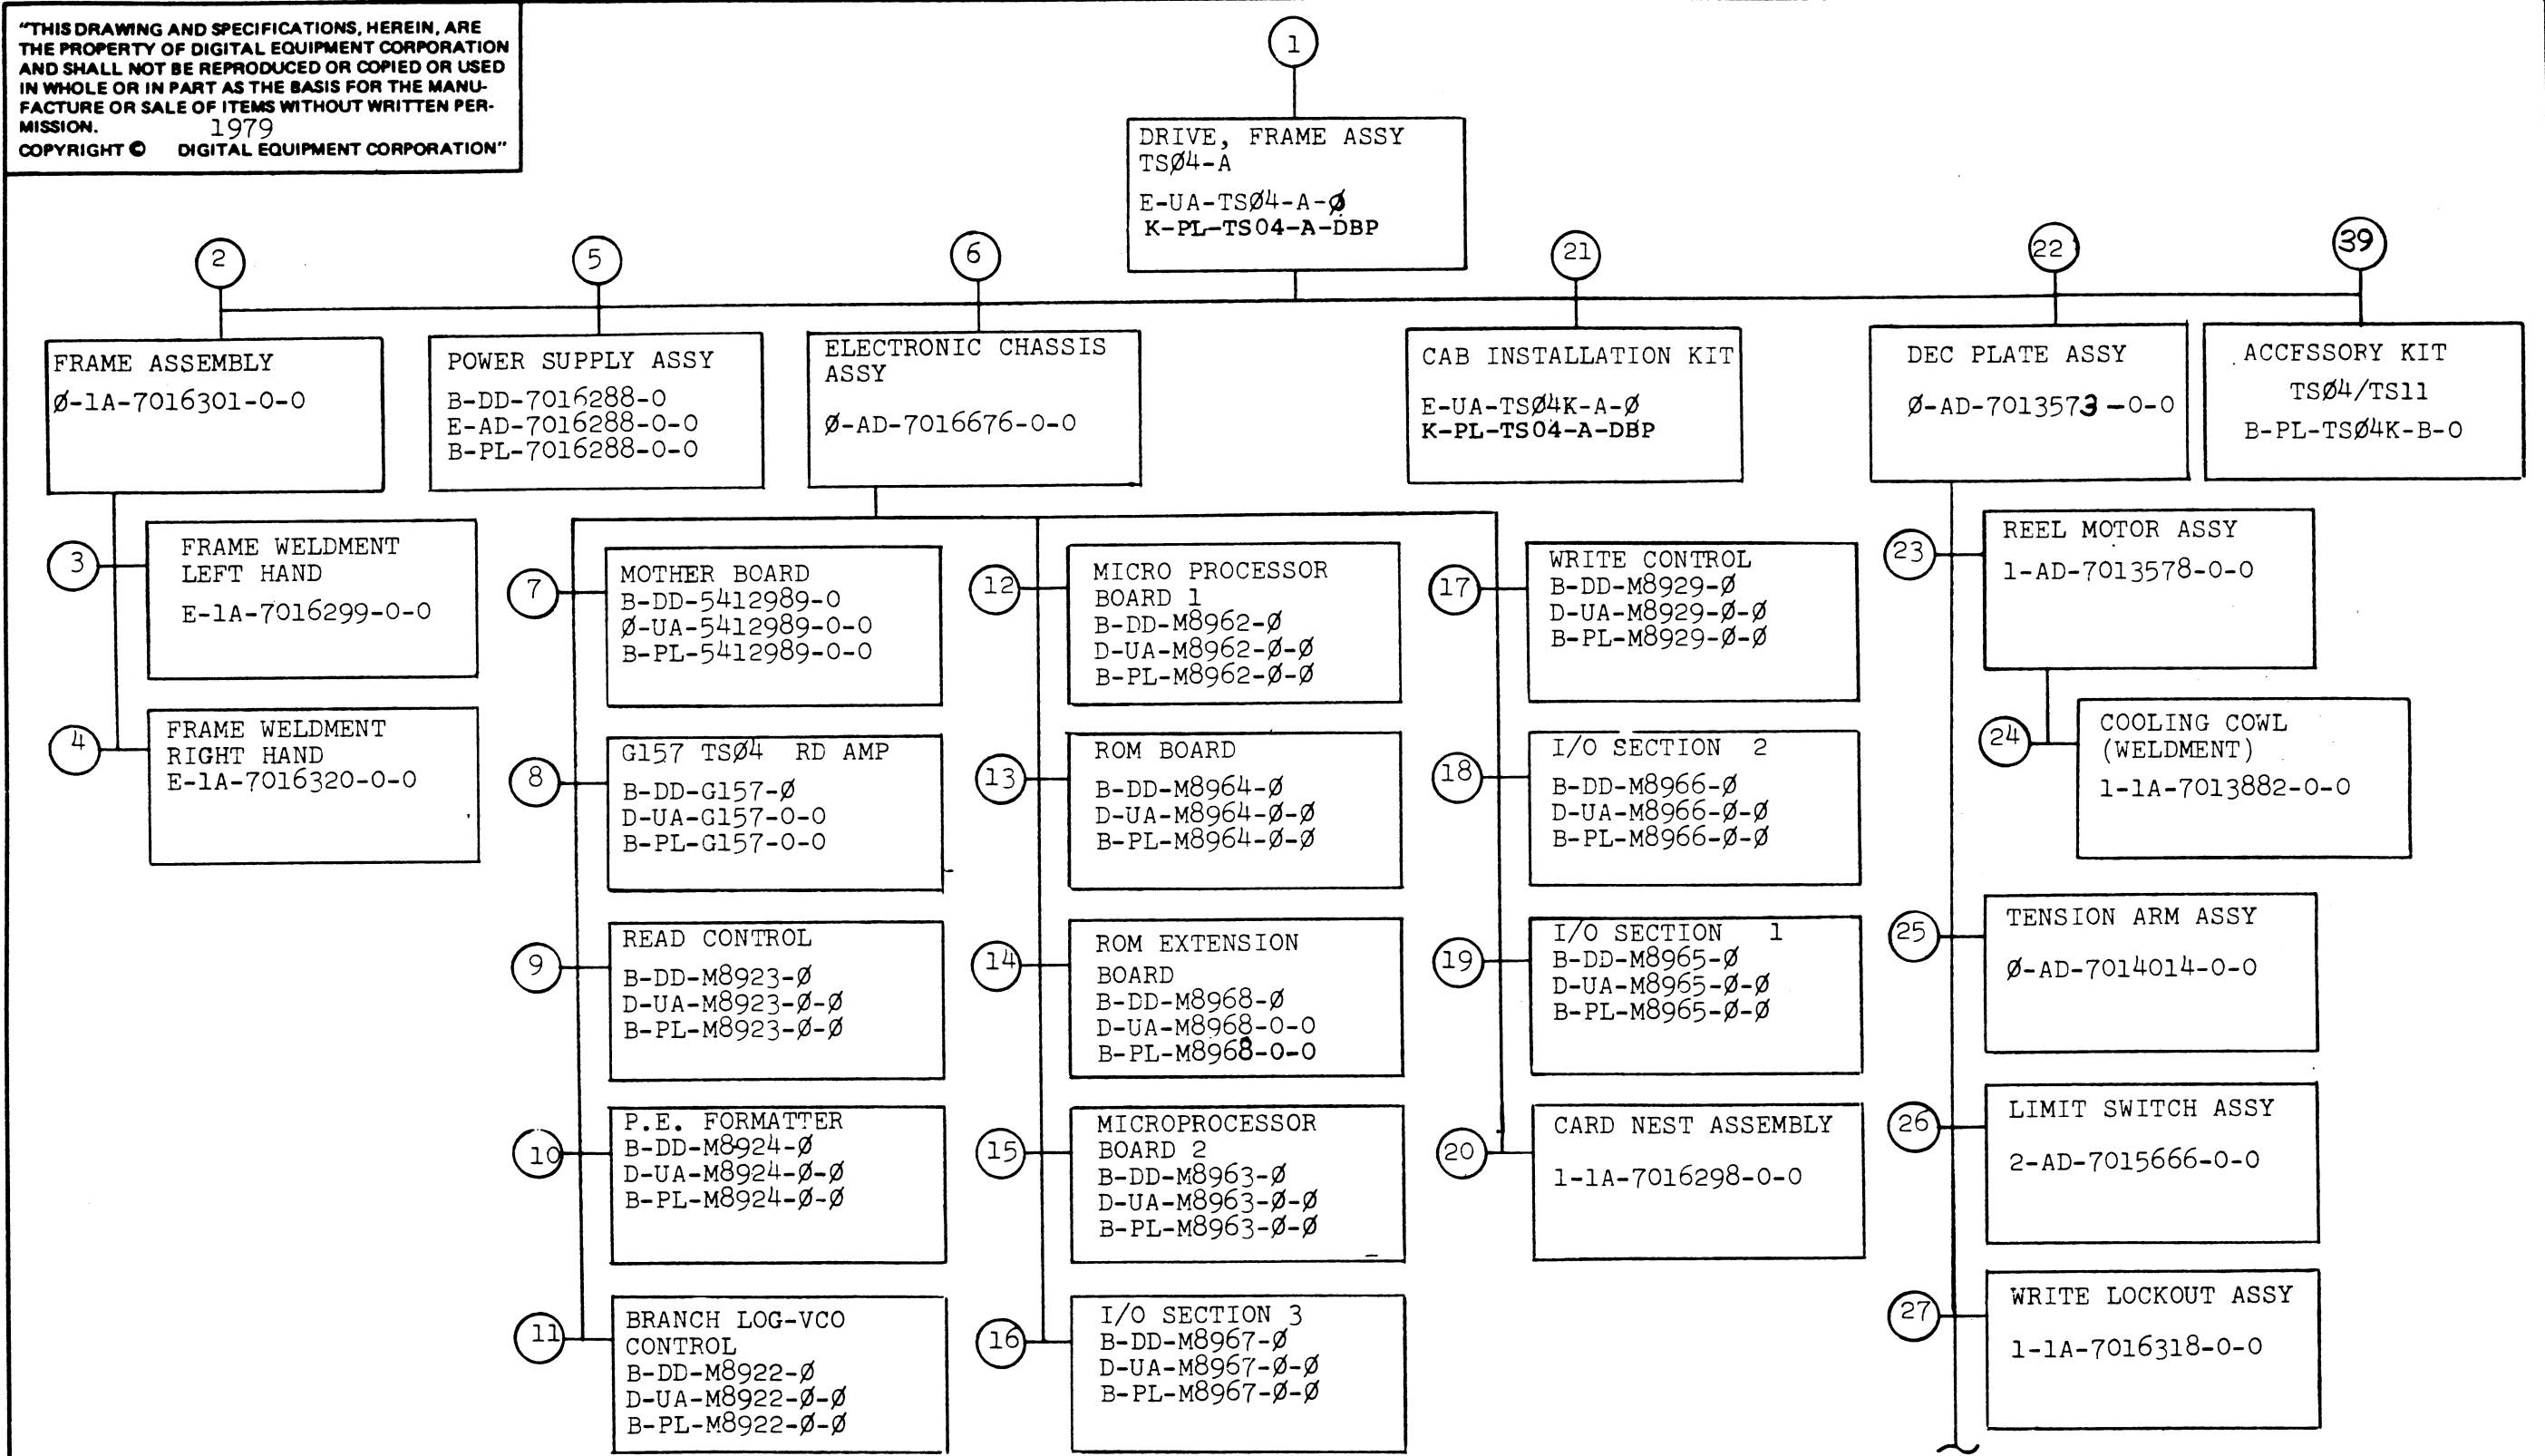 "THIS DRAWING AND SPECIFICATIONS, HEREIN, ARE
THE PROPERTY OF DIGITAL EQUIPMENT CORPORATION
AND SHALL NOT BE REPRODUCED OR COPIED OR USED
IN WHOLE OR IN PART AS THE BASIS FOR THE MANU-
FACTURE OR SALE OF ITEMS WITHOUT WRITTEN PER-
MISSION. 1979
COPYRIGHT © DIGITAL EQUIPMENT CORPORATION"
1
DRIVE, FRAME ASSY
TSØ4-A
E-UA-TSØ4-A-Ø
K-PL-TS04-A-DBP
2
FRAME ASSEMBLY
Ø-1A-7016301-0-0
3
FRAME WELDMENT
LEFT HAND
E-1A-7016299-0-0
4
FRAME WELDMENT
RIGHT HAND
E-1A-7016320-0-0
5
POWER SUPPLY ASSY
B-DD-7016288-0
E-AD-7016288-0-0
B-PL-7016288-0-0
6
ELECTRONIC CHASSIS
ASSY
Ø-AD-7016676-0-0
7
MOTHER BOARD
B-DD-5412989-0
Ø-UA-5412989-0-0
B-PL-5412989-0-0
8
G157 TSØ4 RD AMP
B-DD-G157-Ø
D-UA-G157-0-0
B-PL-G157-0-0
9
READ CONTROL
B-DD-M8923-Ø
D-UA-M8923-Ø-Ø
B-PL-M8923-Ø-Ø
10
P.E. FORMATTER
B-DD-M8924-Ø
D-UA-M8924-Ø-Ø
B-PL-M8924-Ø-Ø
11
BRANCH LOG-VCO
CONTROL
B-DD-M8922-Ø
D-UA-M8922-Ø-Ø
B-PL-M8922-Ø-Ø
12
MICRO PROCESSOR
BOARD 1
B-DD-M8962-Ø
D-UA-M8962-Ø-Ø
B-PL-M8962-Ø-Ø
13
ROM BOARD
B-DD-M8964-Ø
D-UA-M8964-Ø-Ø
B-PL-M8964-Ø-Ø
14
ROM EXTENSION
BOARD
B-DD-M8968-Ø
D-UA-M8968-0-0
B-PL-M8968-0-0
15
MICROPROCESSOR
BOARD 2
B-DD-M8963-Ø
D-UA-M8963-Ø-Ø
B-PL-M8963-Ø-Ø
16
I/O SECTION 3
B-DD-M8967-Ø
D-UA-M8967-Ø-Ø
B-PL-M8967-Ø-Ø
17
WRITE CONTROL
B-DD-M8929-Ø
D-UA-M8929-Ø-Ø
B-PL-M8929-Ø-Ø
18
I/O SECTION 2
B-DD-M8966-Ø
D-UA-M8966-Ø-Ø
B-PL-M8966-Ø-Ø
19
I/O SECTION 1
B-DD-M8965-Ø
D-UA-M8965-Ø-Ø
B-PL-M8965-Ø-Ø
20
CARD NEST ASSEMBLY
1-1A-7016298-0-0
21
CAB INSTALLATION KIT
E-UA-TSØ4K-A-Ø
K-PL-TS04-A-DBP
22
DEC PLATE ASSY
Ø-AD-7013573-0-0
39
ACCESSORY KIT
TSØ4/TS11
B-PL-TSØ4K-B-0
23
REEL MOTOR ASSY
1-AD-7013578-0-0
24
COOLING COWL
(WELDMENT)
1-1A-7013882-0-0
25
TENSION ARM ASSY
Ø-AD-7014014-0-0
26
LIMIT SWITCH ASSY
2-AD-7015666-0-0
27
WRITE LOCKOUT ASSY
1-1A-7016318-0-0